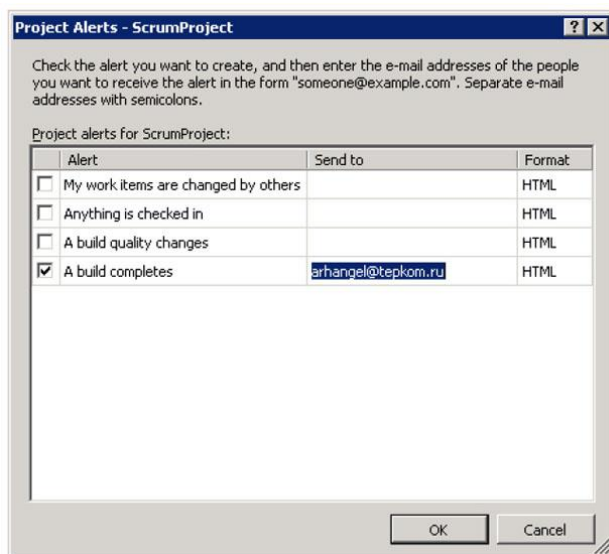 Project Alerts - ScrumProject
Check the alert you want to create, and then enter the e-mail addresses of the people
you want to receive the alert in the form "someone@example.com". Separate e-mail
addresses with semicolons.
Project alerts for ScrumProject:
Alert Send to Format
My work items are changed by others HTML
Anything is checked in HTML
A build quality changes HTML
A build completes arhangel@tepkom.ru HTML
OK Cancel